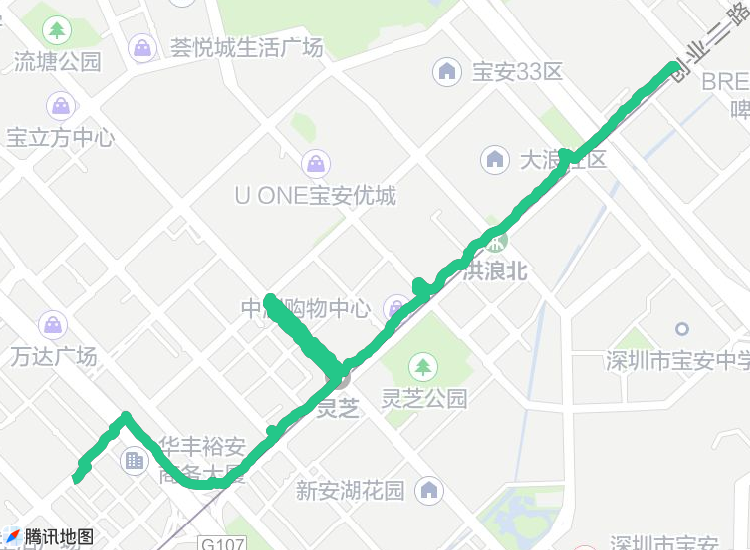 创业二路
荟悦城生活广场
流塘公园
宝安33区
BRE
啤
宝立方中心
大浪社区
U ONE宝安优城
洪浪北
中洲购物中心
万达广场
深圳市宝安中学
灵芝公园
灵芝
华丰裕安
商务大厦
新安湖花园
腾讯地图
G107
深圳市宝安